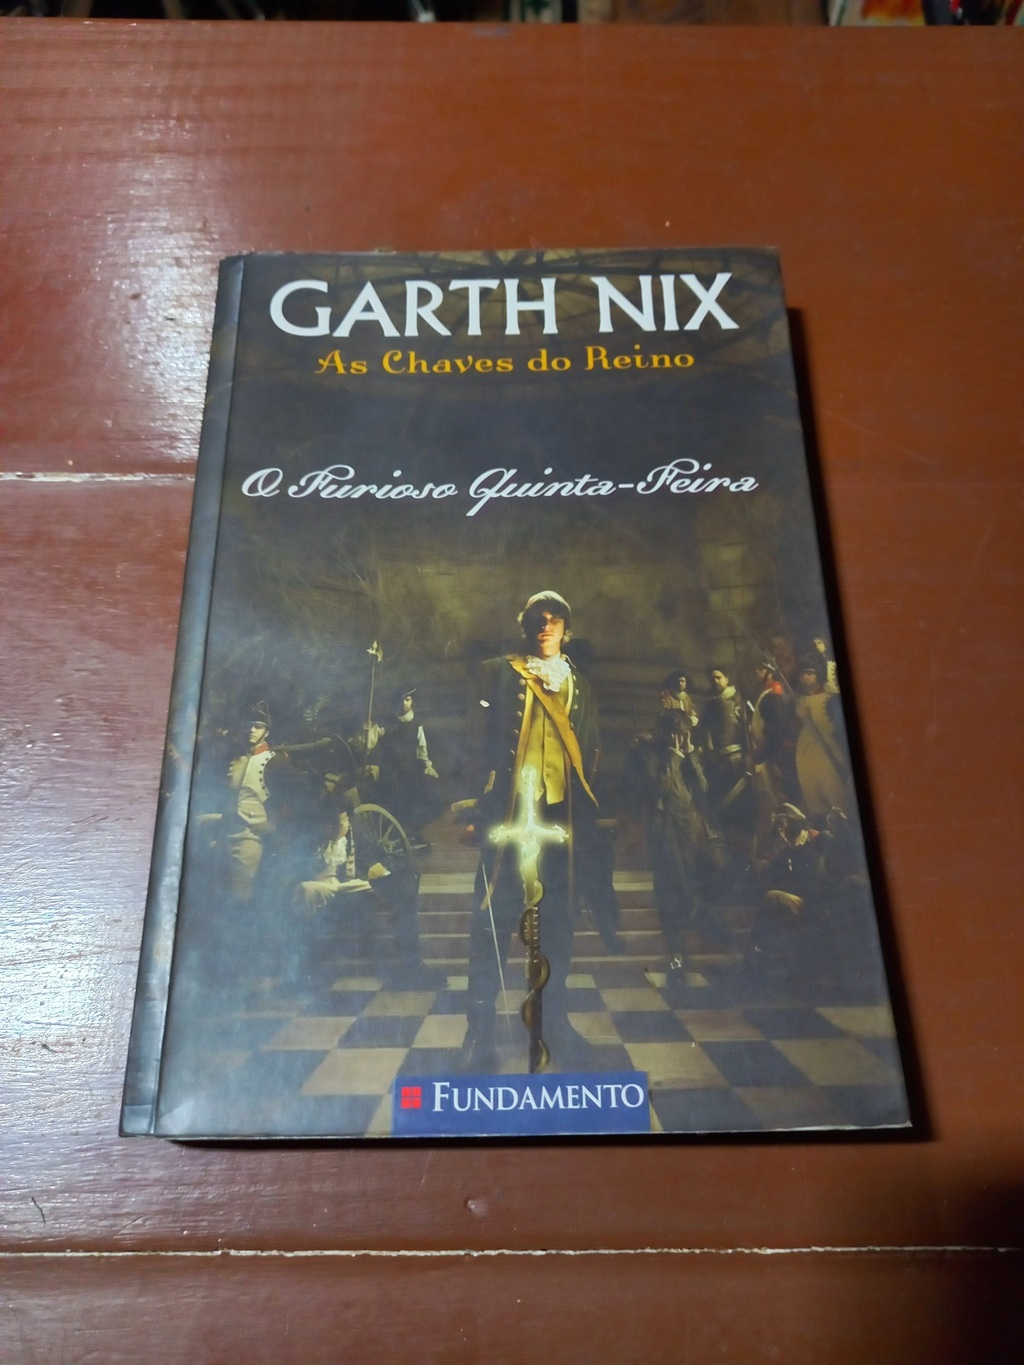 GARTH NIX
As Chaves do Reino
O Furioso Quinta-Feira
FUNDAMENTO